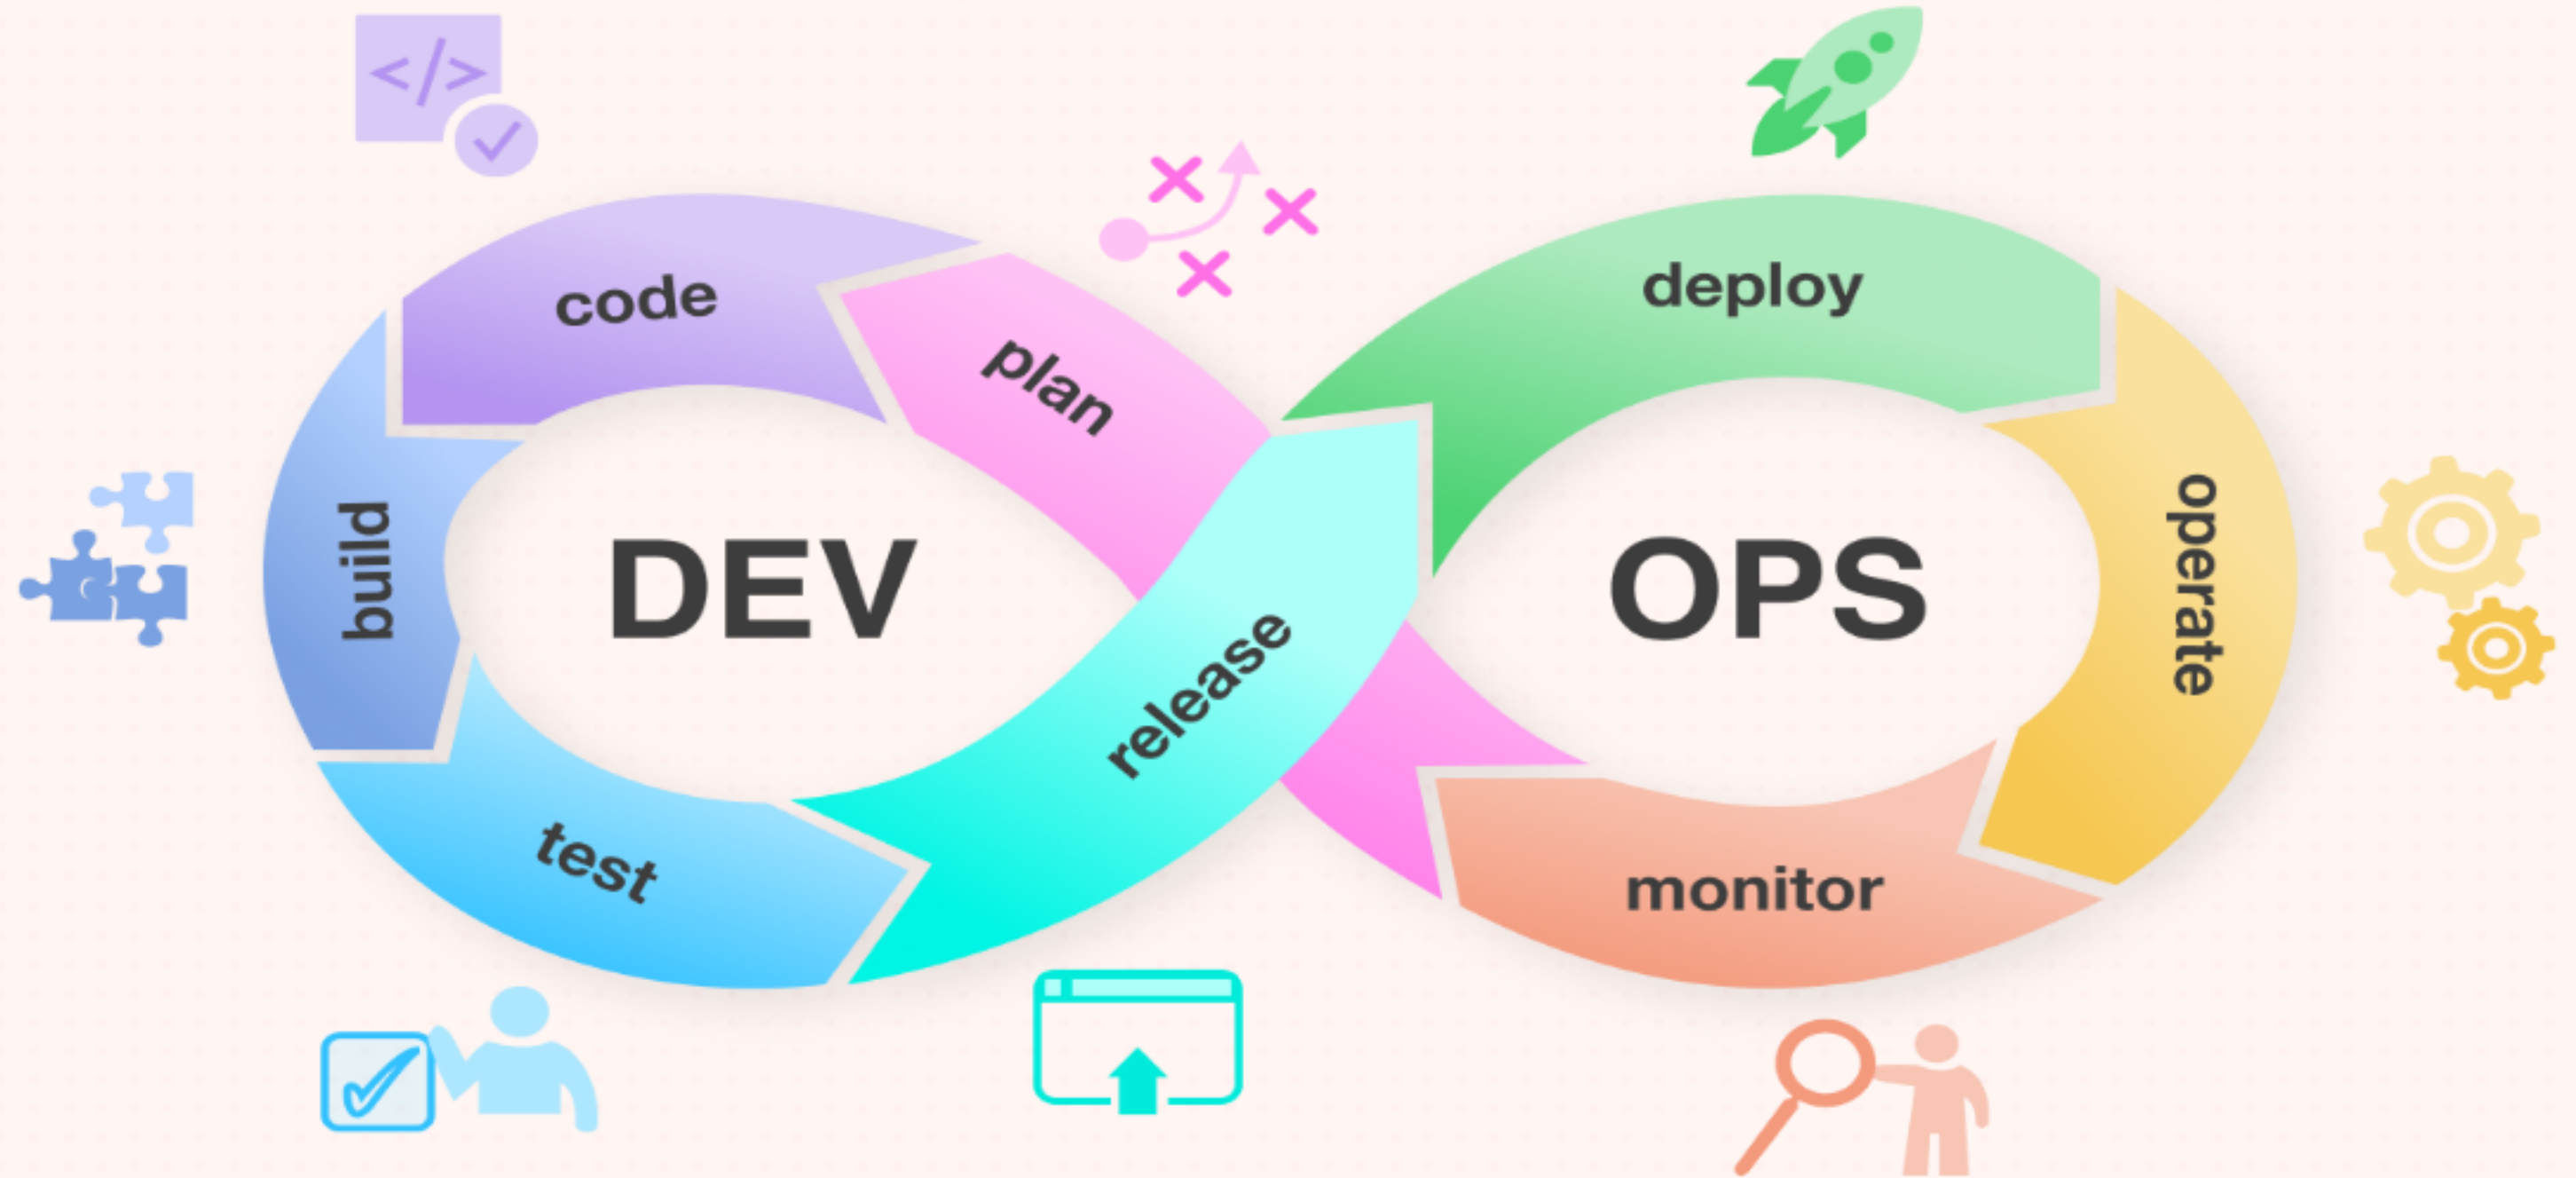 </>
code
plan
deploy
build
DEV
OPS
operate
release
test
monitor